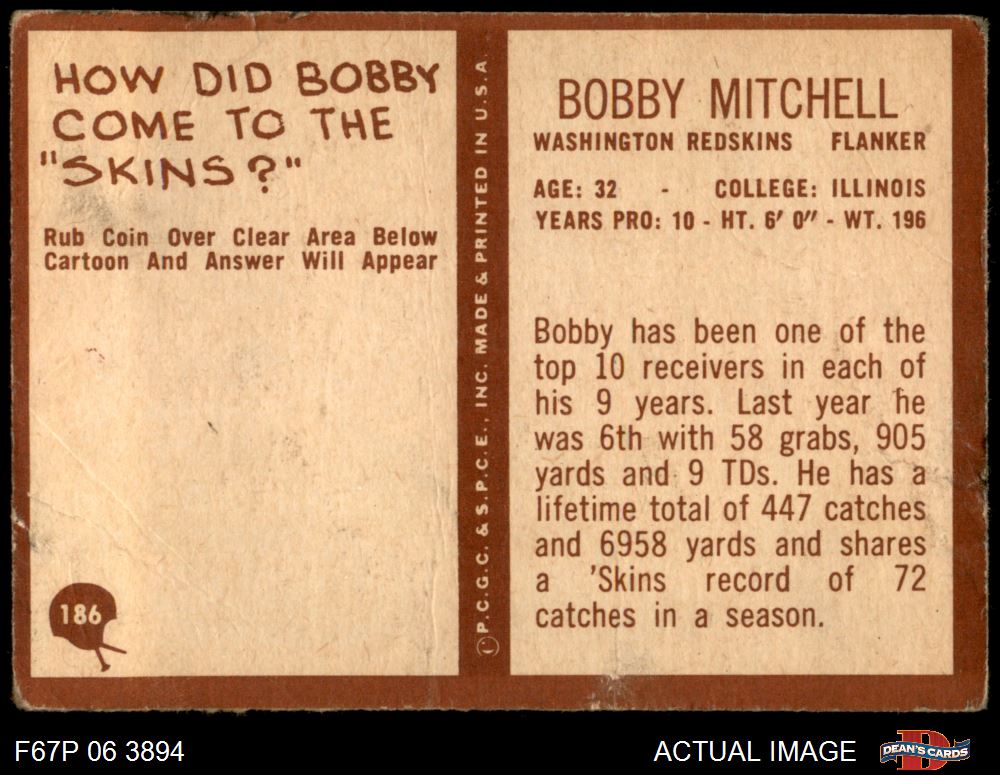 HOW DID BOBBY
COME TO THE
"SKINS?"
Rub Coin Over Clear Area Below
Cartoon And Answer Will Appear
186
P.C.G.C. & S.P.C.E., INC. MADE & PRINTED IN U.S.A
BOBBY MITCHELL
WASHINGTON REDSKINS FLANKER
AGE: 32 - COLLEGE: ILLINOIS
YEARS PRO: 10 - HT. 6' 0" - WT. 196
Bobby has been one of the
top 10 receivers in each of
his 9 years. Last year he
was 6th with 58 grabs, 905
yards and 9 TDs. He has a
lifetime total of 447 catches
and 6958 yards and shares
a 'Skins record of 72
catches in a season.
F67P 06 3894
ACTUAL IMAGE
DEAN'S CARDS